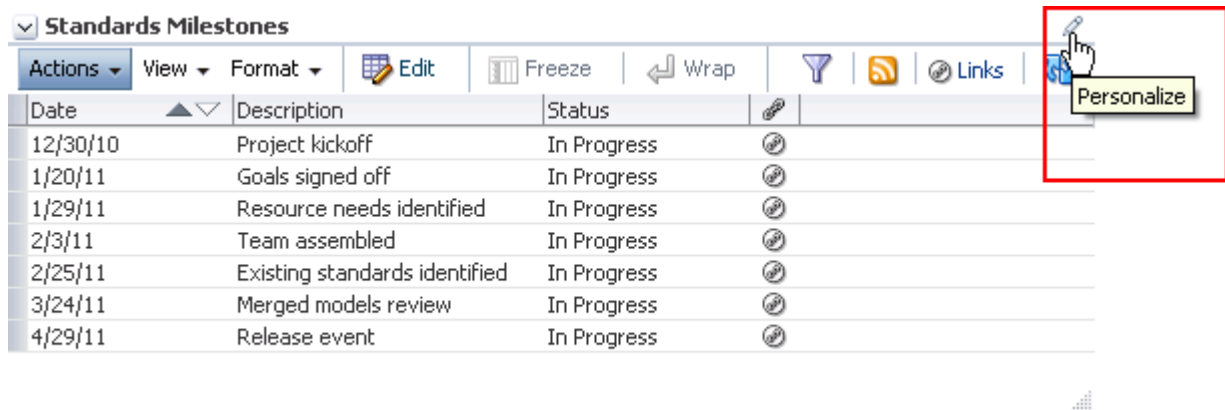 Standards Milestones
Actions View Format Edit Freeze Wrap Links
Personalize
Date Description Status
12/30/10 Project kickoff In Progress
1/20/11 Goals signed off In Progress
1/29/11 Resource needs identified In Progress
2/3/11 Team assembled In Progress
2/25/11 Existing standards identified In Progress
3/24/11 Merged models review In Progress
4/29/11 Release event In Progress